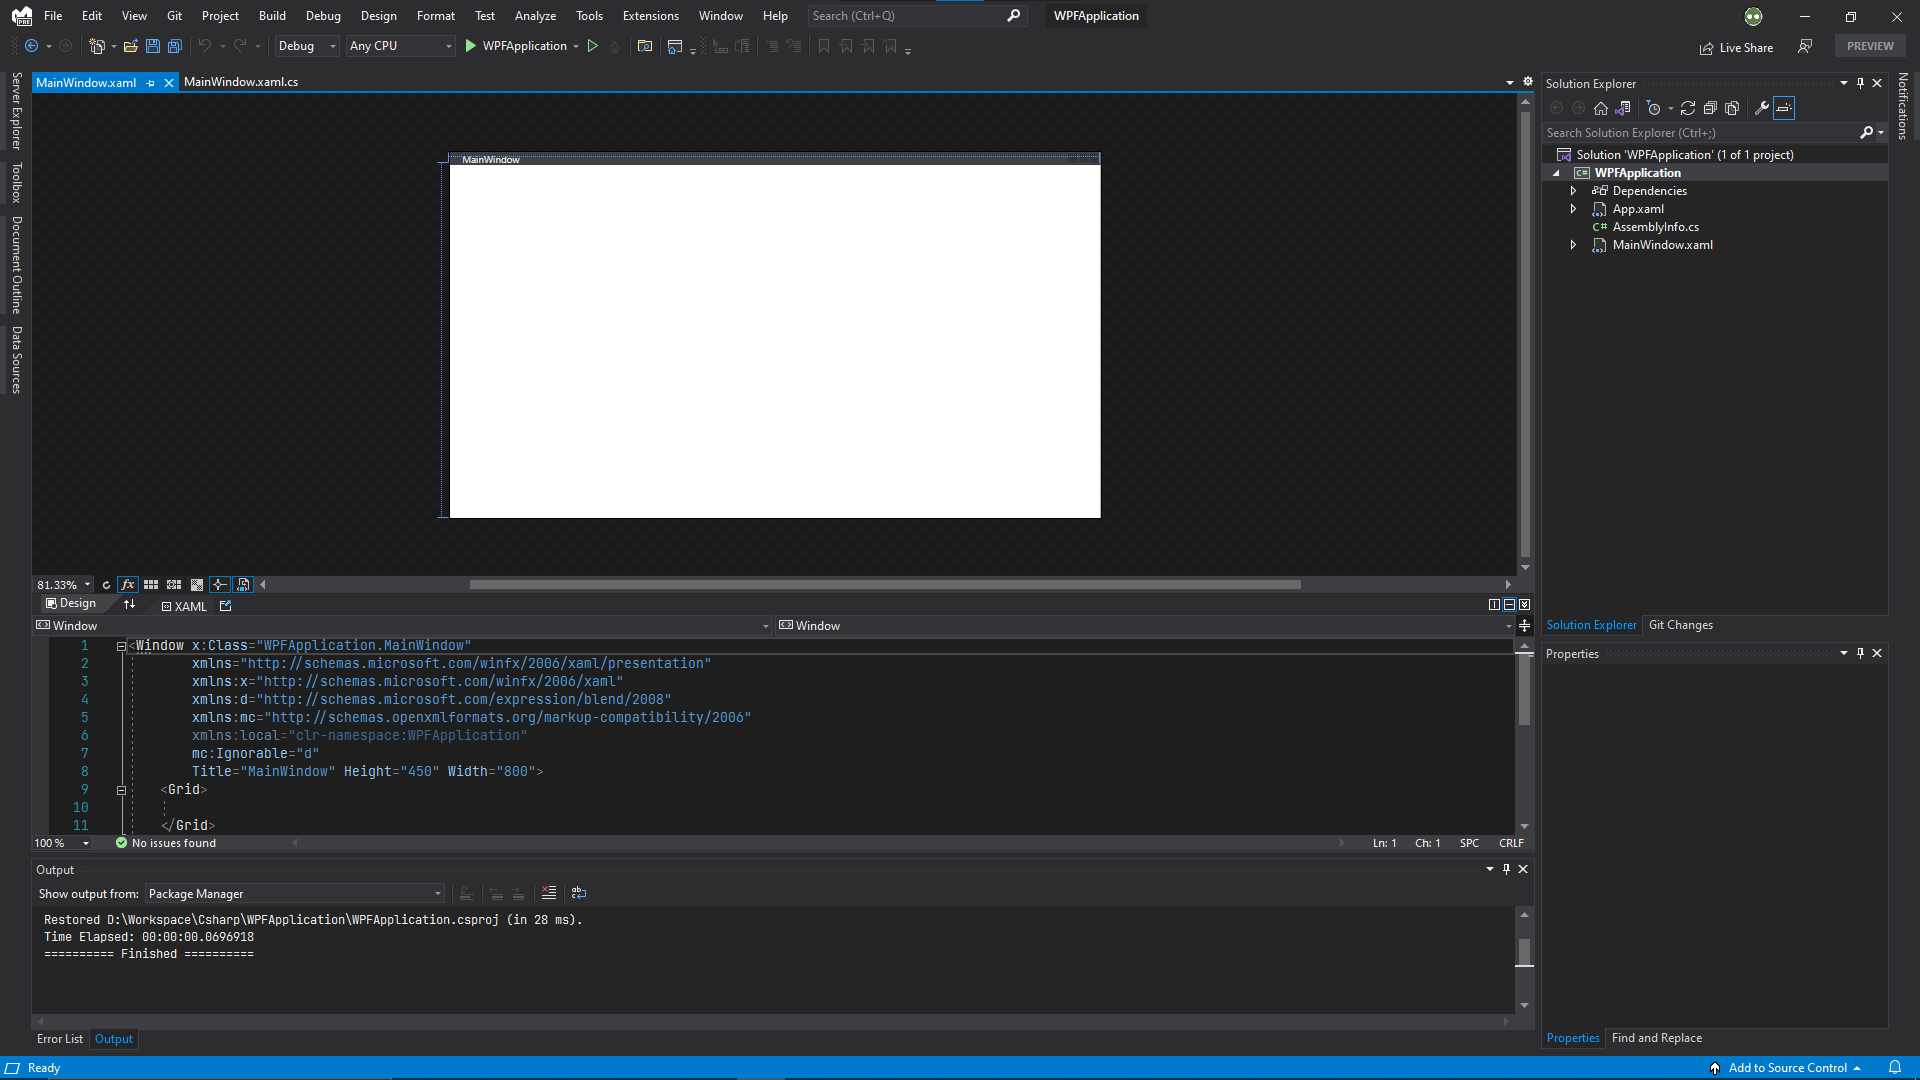 File Edit View Git Project Build Debug Design Format Test Analyze Tools Extensions Window Help Search (Ctrl+Q) WPFApplication
PRE
Debug Any CPU WPFApplication Live Share PREVIEW
MainWindow.xaml MainWindow.xaml.cs
Server Explorer
Toolbox
Document Outline
Data Sources
MainWindow
81.33% fx
Design XAML
Window Window
1 <Window x:Class="WPFApplication.MainWindow"
2 xmlns="http://schemas.microsoft.com/winfx/2006/xaml/presentation"
3 xmlns:x="http://schemas.microsoft.com/winfx/2006/xaml"
4 xmlns:d="http://schemas.microsoft.com/expression/blend/2008"
5 xmlns:mc="http://schemas.openxmlformats.org/markup-compatibility/2006"
6 xmlns:local="clr-namespace:WPFApplication"
7 mc:Ignorable="d"
8 Title="MainWindow" Height="450" Width="800">
9 <Grid>
10
11 </Grid>
100 % No issues found Ln: 1 Ch: 1 SPC CRLF
Output
Show output from: Package Manager
Restored D:\Workspace\Csharp\WPFApplication\WPFApplication.csproj (in 28 ms).
Time Elapsed: 00:00:00.0696918
========== Finished ==========
Error List Output
Solution Explorer
Search Solution Explorer (Ctrl+;)
Solution 'WPFApplication' (1 of 1 project)
C# WPFApplication
Dependencies
App.xaml
C# AssemblyInfo.cs
MainWindow.xaml
Solution Explorer Git Changes
Properties
Properties Find and Replace
Notifications
Ready Add to Source Control